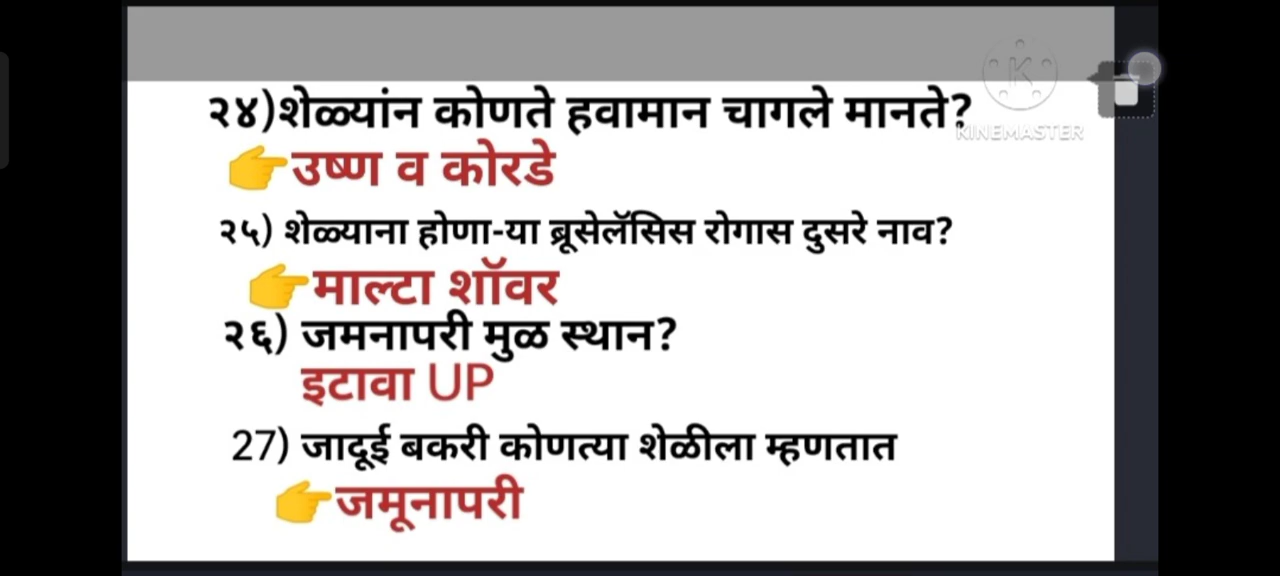 २४)शेळ्यांन कोणते हवामान चागले मानते?
KINEMASTER
👉उष्ण व कोरडे
२५) शेळ्याना होणा-या ब्रूसेलॅसिस रोगास दुसरे नाव?
👉माल्टा शॉवर
२६) जमनापरी मुळ स्थान?
इटावा UP
27) जादूई बकरी कोणत्या शेळीला म्हणतात
👉जमूनापरी